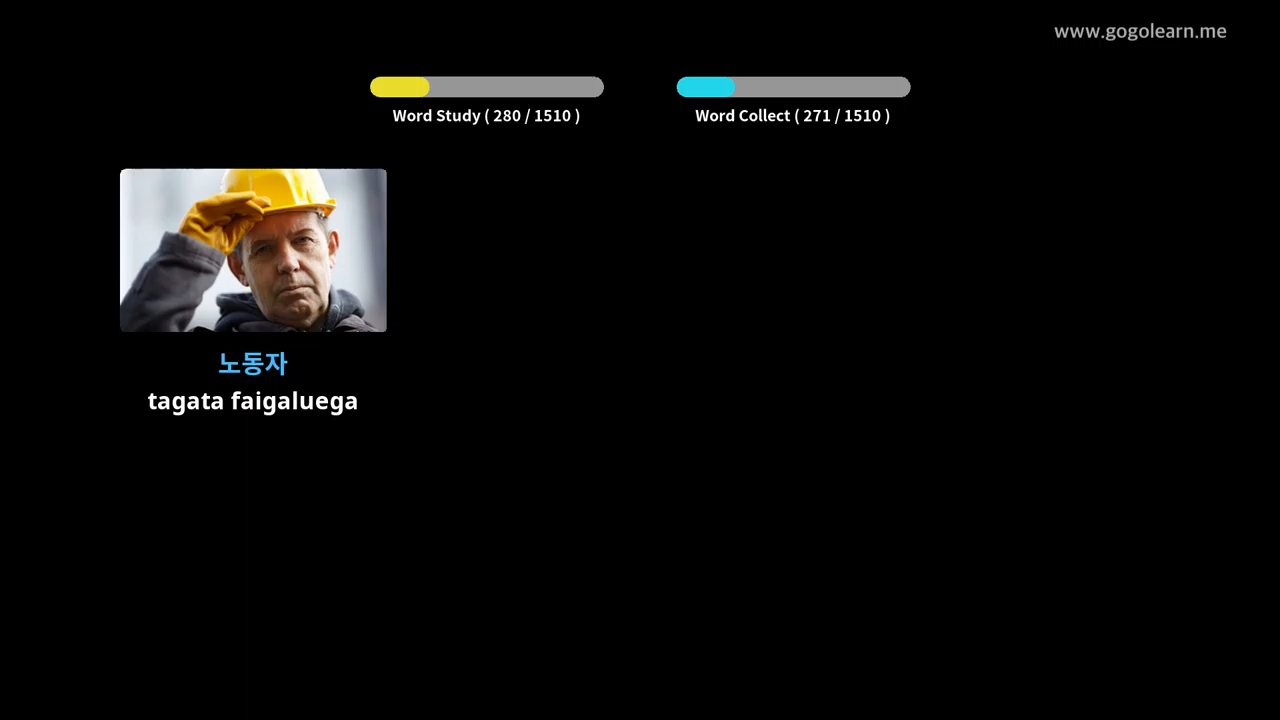 www.gogolearn.me
Word Study ( 280 / 1510 )
Word Collect ( 271 / 1510 )
노동자
tagata faigaluega